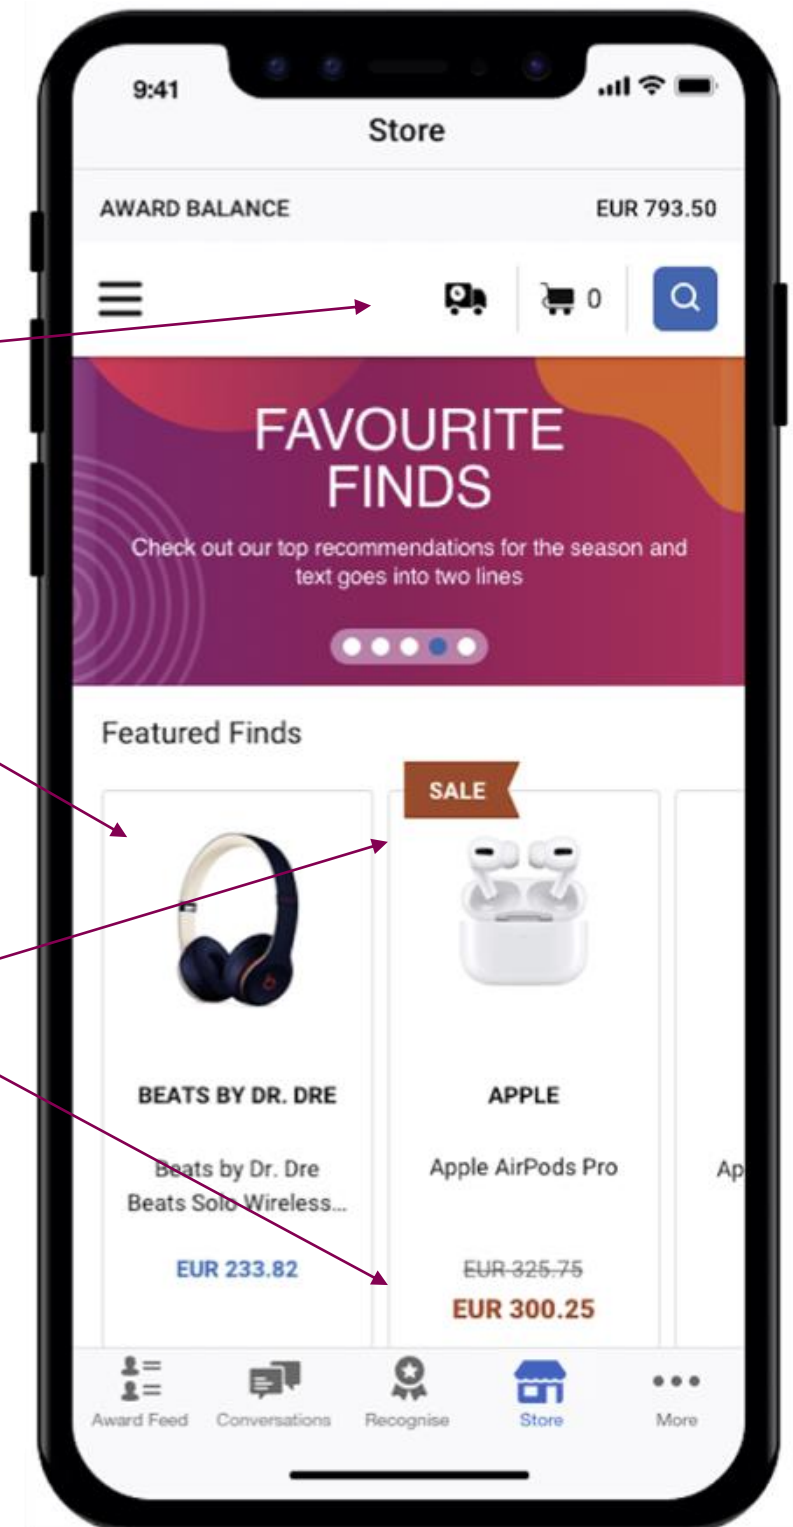 9:41
Store
AWARD BALANCE EUR 793.50
0
FAVOURITE
FINDS
Check out our top recommendations for the season and
text goes into two lines
Featured Finds
SALE
BEATS BY DR. DRE
Beats by Dr. Dre
Beats Solo Wireless...
EUR 233.82
APPLE
Apple AirPods Pro
EUR 325.75
EUR 300.25
Ap
Award Feed Conversations Recognise Store More